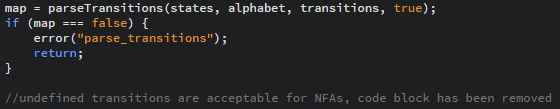 map = parseTransitions(states, alphabet, transitions, true);
if (map === false) {
    error("parse_transitions");
    return;
}
//undefined transitions are acceptable for NFAs, code block has been removed